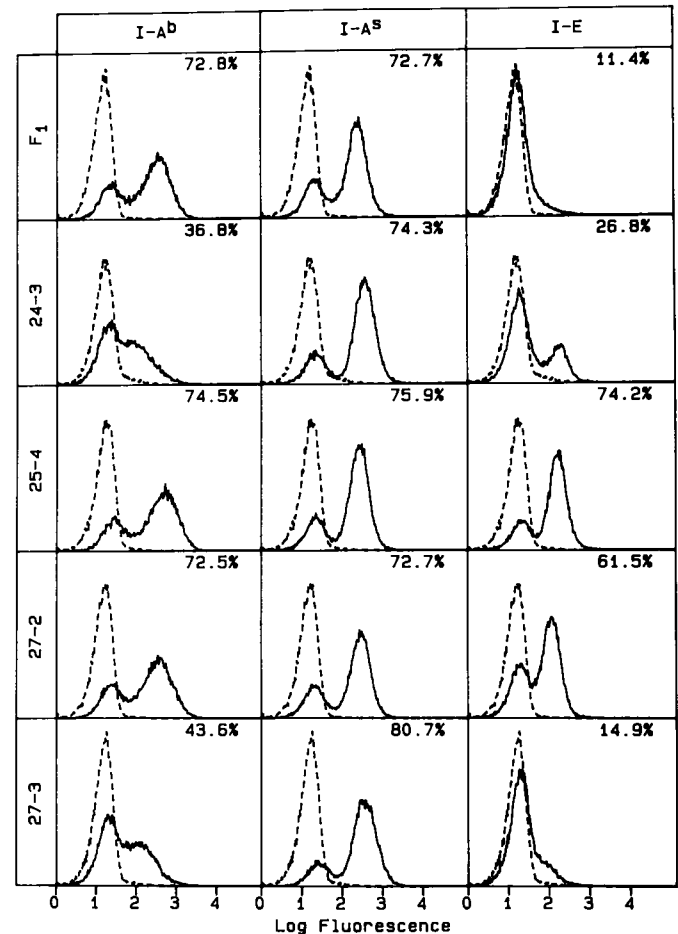 I-Aᵇ I-Aˢ I-E
F₁ 72.8% 72.7% 11.4%
24-3 36.8% 74.3% 26.8%
25-4 74.5% 75.9% 74.2%
27-2 72.5% 72.7% 61.5%
27-3 43.6% 80.7% 14.9%
0 1 2 3 4 0 1 2 3 4 0 1 2 3 4
Log Fluorescence